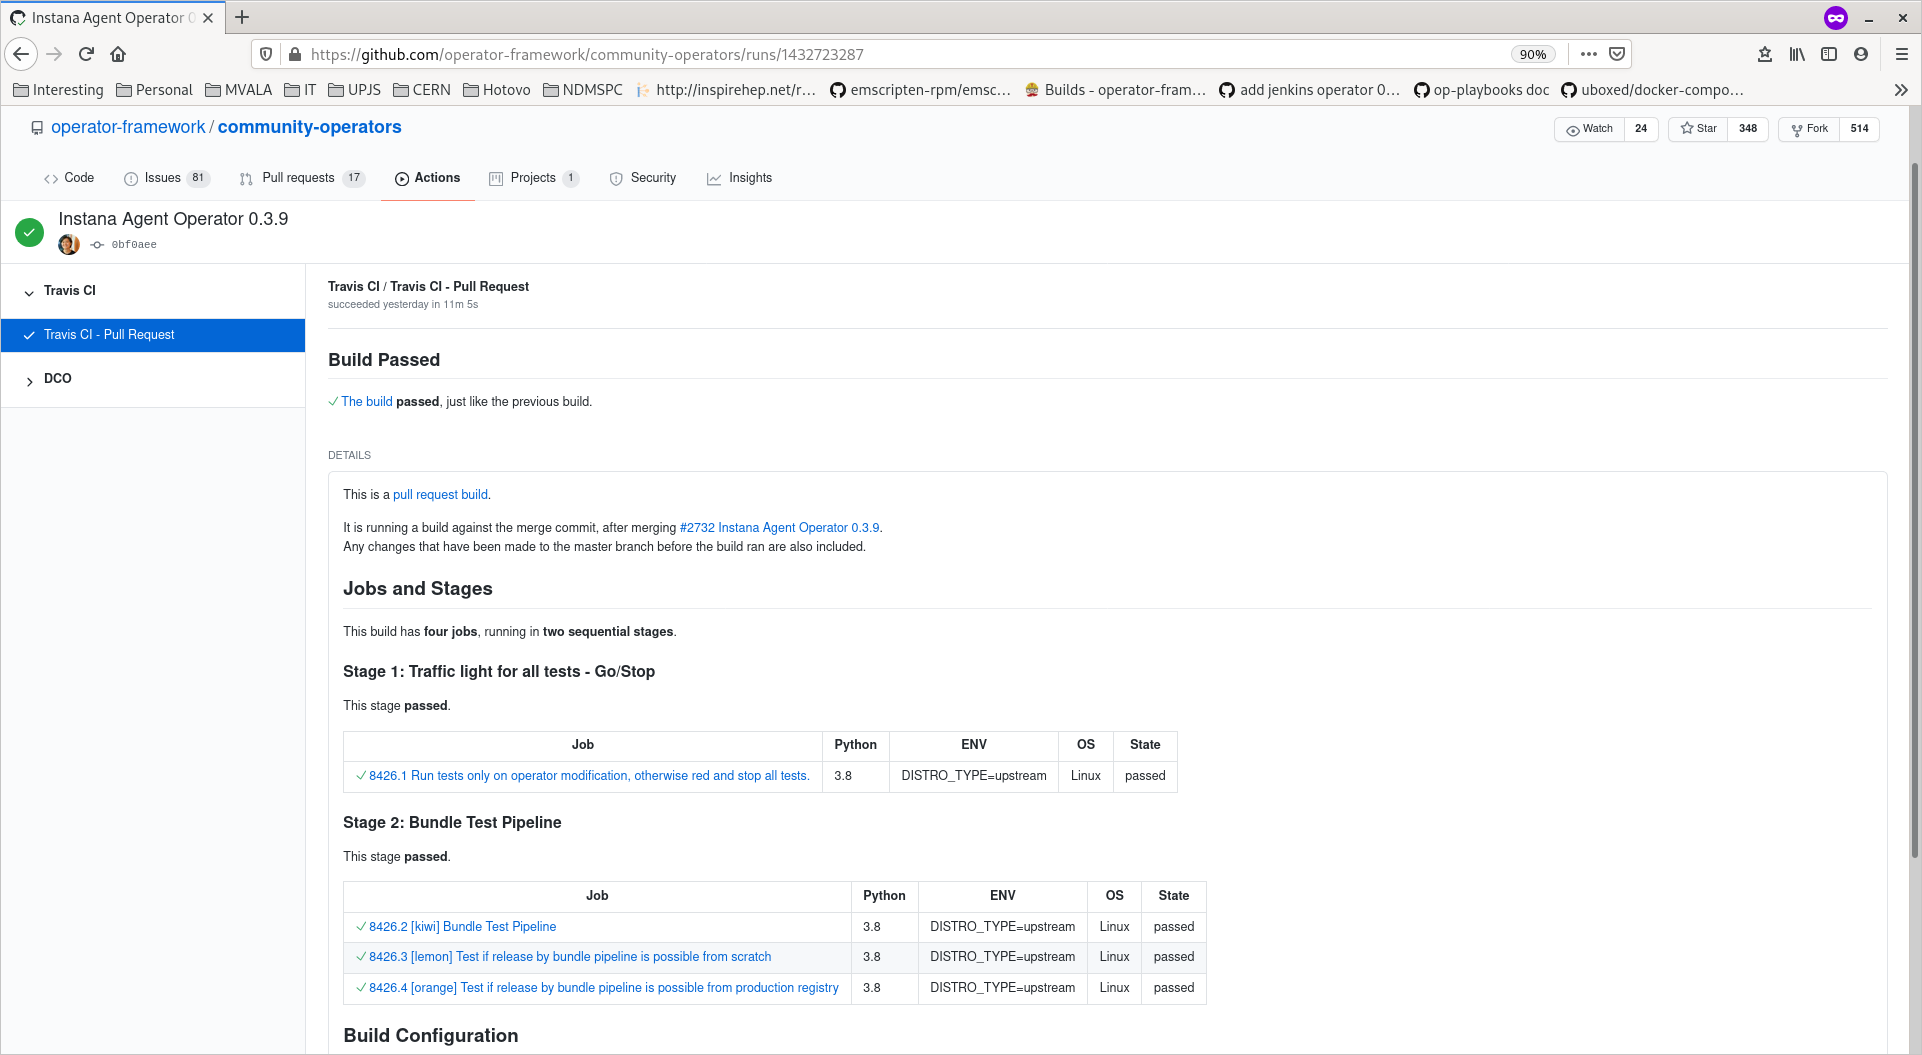 Instana Agent Operator 0
https://github.com/operator-framework/community-operators/runs/1432723287
90%
Interesting Personal MVALA IT UPJS CERN Hotovo NDMSPC http://inspirehep.net/r… emscripten-rpm/emsc… Builds - operator-fram… add jenkins operator 0… op-playbooks doc uboxed/docker-compo…
operator-framework / community-operators
Watch 24 Star 348 Fork 514
Code Issues 81 Pull requests 17 Actions Projects 1 Security Insights
Instana Agent Operator 0.3.9
0bf0aee
Travis CI
Travis CI - Pull Request
DCO
Travis CI / Travis CI - Pull Request
succeeded yesterday in 11m 5s
Build Passed
The build passed, just like the previous build.
DETAILS
This is a pull request build.
It is running a build against the merge commit, after merging #2732 Instana Agent Operator 0.3.9.
Any changes that have been made to the master branch before the build ran are also included.
Jobs and Stages
This build has four jobs, running in two sequential stages.
Stage 1: Traffic light for all tests - Go/Stop
This stage passed.
Job Python ENV OS State
8426.1 Run tests only on operator modification, otherwise red and stop all tests. 3.8 DISTRO_TYPE=upstream Linux passed
Stage 2: Bundle Test Pipeline
This stage passed.
Job Python ENV OS State
8426.2 [kiwi] Bundle Test Pipeline 3.8 DISTRO_TYPE=upstream Linux passed
8426.3 [lemon] Test if release by bundle pipeline is possible from scratch 3.8 DISTRO_TYPE=upstream Linux passed
8426.4 [orange] Test if release by bundle pipeline is possible from production registry 3.8 DISTRO_TYPE=upstream Linux passed
Build Configuration